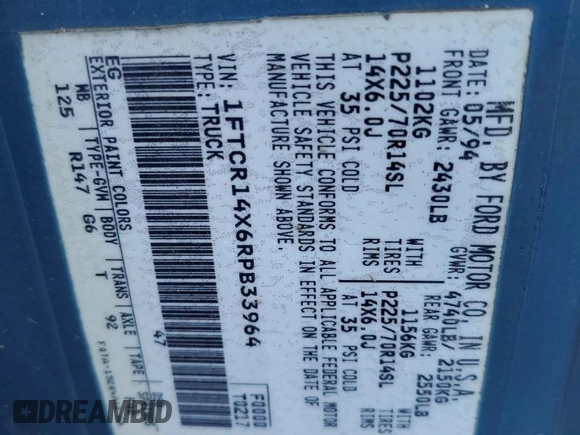 MFD. BY FORD MOTOR CO. IN U.S.A.
DATE: 05/94 GVWR: 4740LB/ 2150KG
FRONT GAWR: 2430LB REAR GAWR: 2550LB
1102KG WITH 1156KG WITH
P225/70R14SL TIRES P225/70R14SL TIRES
14X6.0J RIMS 14X6.0J RIMS
AT 35 PSI COLD AT 35 PSI COLD
THIS VEHICLE CONFORMS TO ALL APPLICABLE FEDERAL MOTOR
VEHICLE SAFETY STANDARDS IN EFFECT ON THE DATE OF
MANUFACTURE SHOWN ABOVE.
VIN: 1FTCR14X6RPB33964 F0000
TYPE: TRUCK T0217
47
EXTERIOR PAINT COLORS
EG
WB TYPE-GVW BODY TRANS AXLE TAPE
125 R147 G6 T 92
DREAMBID